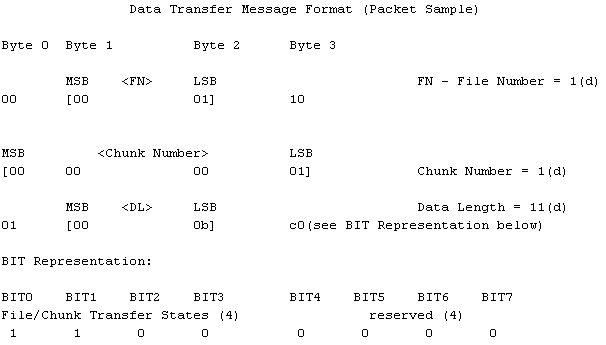 Data Transfer Message Format (Packet Sample)
Byte 0 Byte 1 Byte 2 Byte 3
MSB <FN> LSB FN - File Number = 1(d)
00 [00 01] 10
MSB <Chunk Number> LSB
[00 00 00 01] Chunk Number = 1(d)
MSB <DL> LSB Data Length = 11(d)
01 [00 0b] c0(see BIT Representation below)
BIT Representation:
BIT0 BIT1 BIT2 BIT3 BIT4 BIT5 BIT6 BIT7
File/Chunk Transfer States (4) reserved (4)
1 1 0 0 0 0 0 0